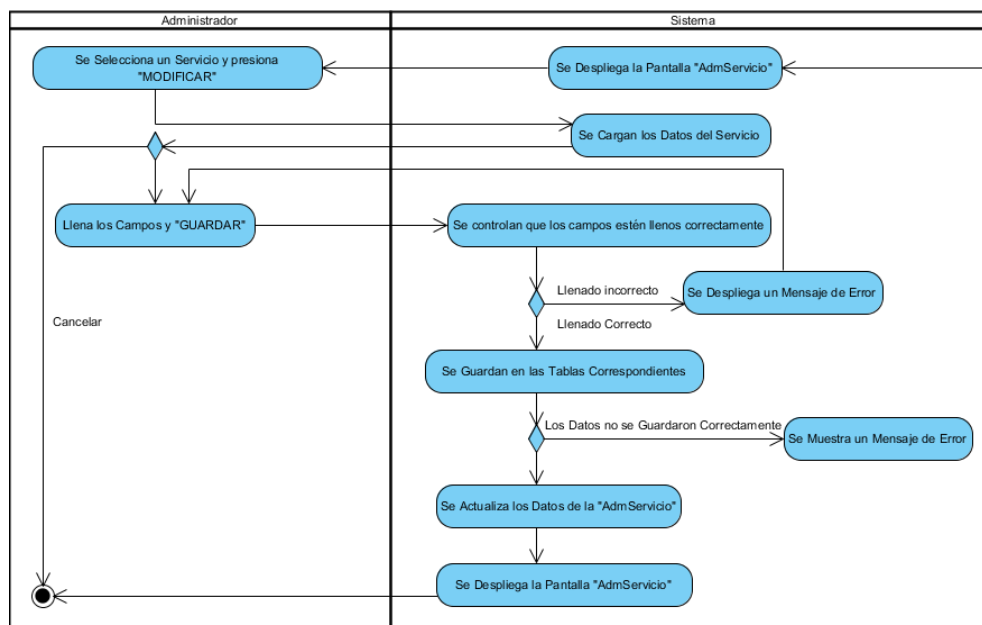 Administrador
Sistema
Se Selecciona un Servicio y presiona
"MODIFICAR"
Se Despliega la Pantalla "AdmServicio"
Se Cargan los Datos del Servicio
Llena los Campos y "GUARDAR"
Se controlan que los campos estén llenos correctamente
Llenado incorrecto
Se Despliega un Mensaje de Error
Cancelar
Llenado Correcto
Se Guardan en las Tablas Correspondientes
Los Datos no se Guardaron Correctamente
Se Muestra un Mensaje de Error
Se Actualiza los Datos de la "AdmServicio"
Se Despliega la Pantalla "AdmServicio"